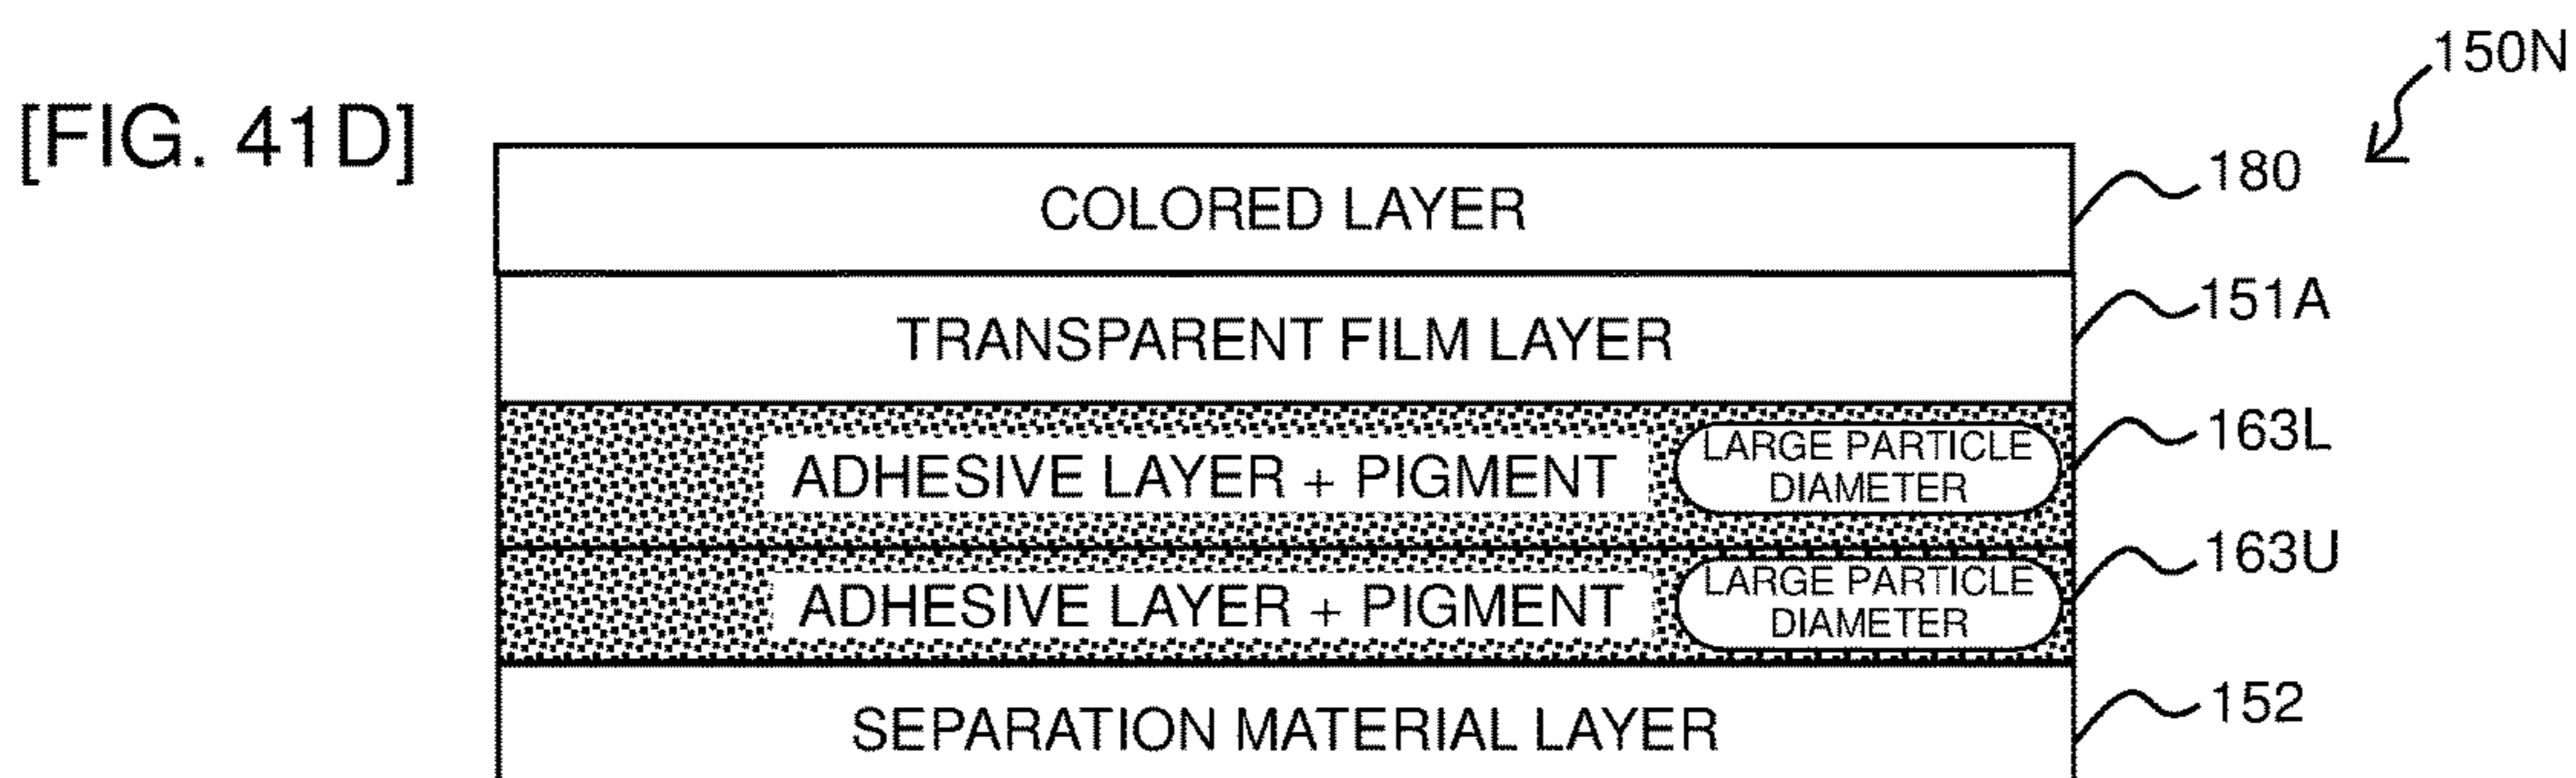 150N
[FIG. 41D]
COLORED LAYER
180
TRANSPARENT FILM LAYER
151A
ADHESIVE LAYER + PIGMENT
LARGE PARTICLE
DIAMETER
163L
ADHESIVE LAYER + PIGMENT
LARGE PARTICLE
DIAMETER
163U
SEPARATION MATERIAL LAYER
152